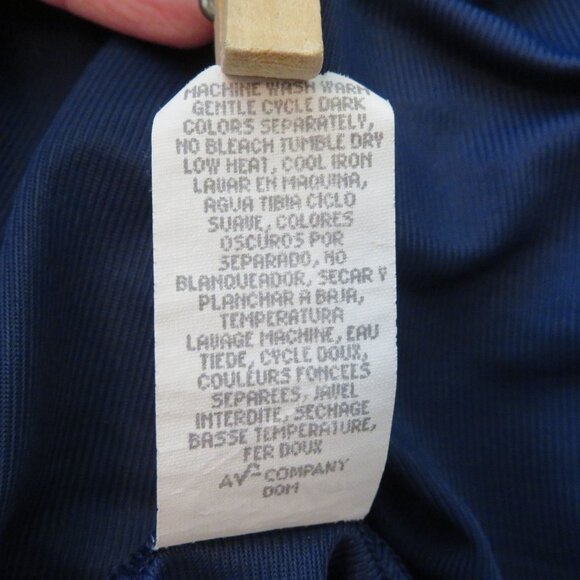 MACHINE WASH WARM
GENTLE CYCLE DARK
COLORS SEPARATELY,
NO BLEACH TUMBLE DRY
LOW HEAT, COOL IRON
LAVAR EN MAQUINA,
AGUA TIBIA CICLO
SUAVE, COLORES
OSCUROS POR
SEPARADO, NO
BLANQUEADOR, SECAR Y
PLANCHAR A BAJA,
TEMPERATURA
LAVAGE MACHINE, EAU
TIEDE, CYCLE DOUX,
COULEURS FONCEES
SEPAREES, JAVEL
INTERDITE, SECHAGE
BASSE TEMPERATURE,
FER DOUX
COMPANY
DOM